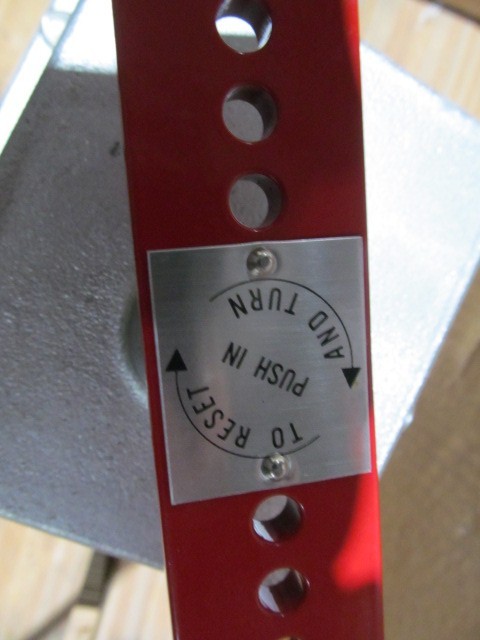 PUSH IN
AND TURN
TO RESET